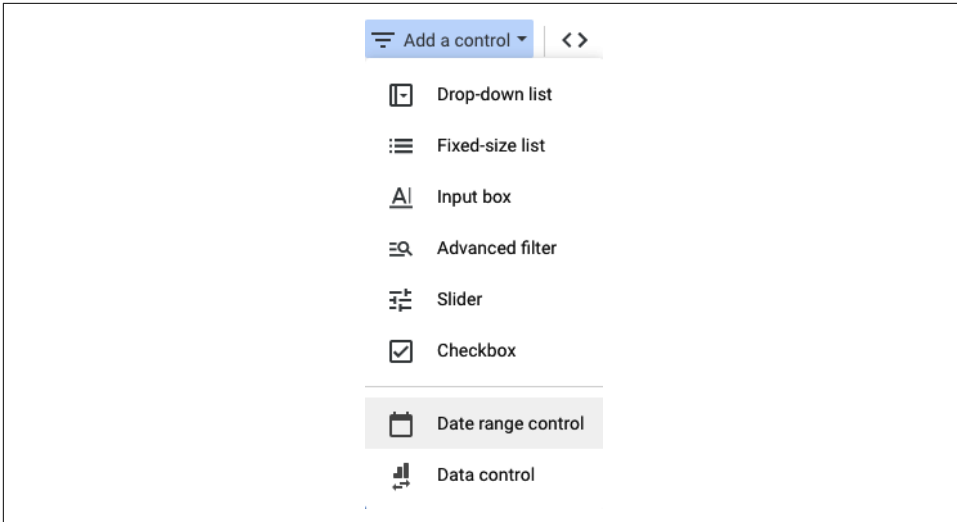 Add a control
Drop-down list
Fixed-size list
Input box
Advanced filter
Slider
Checkbox
Date range control
Data control